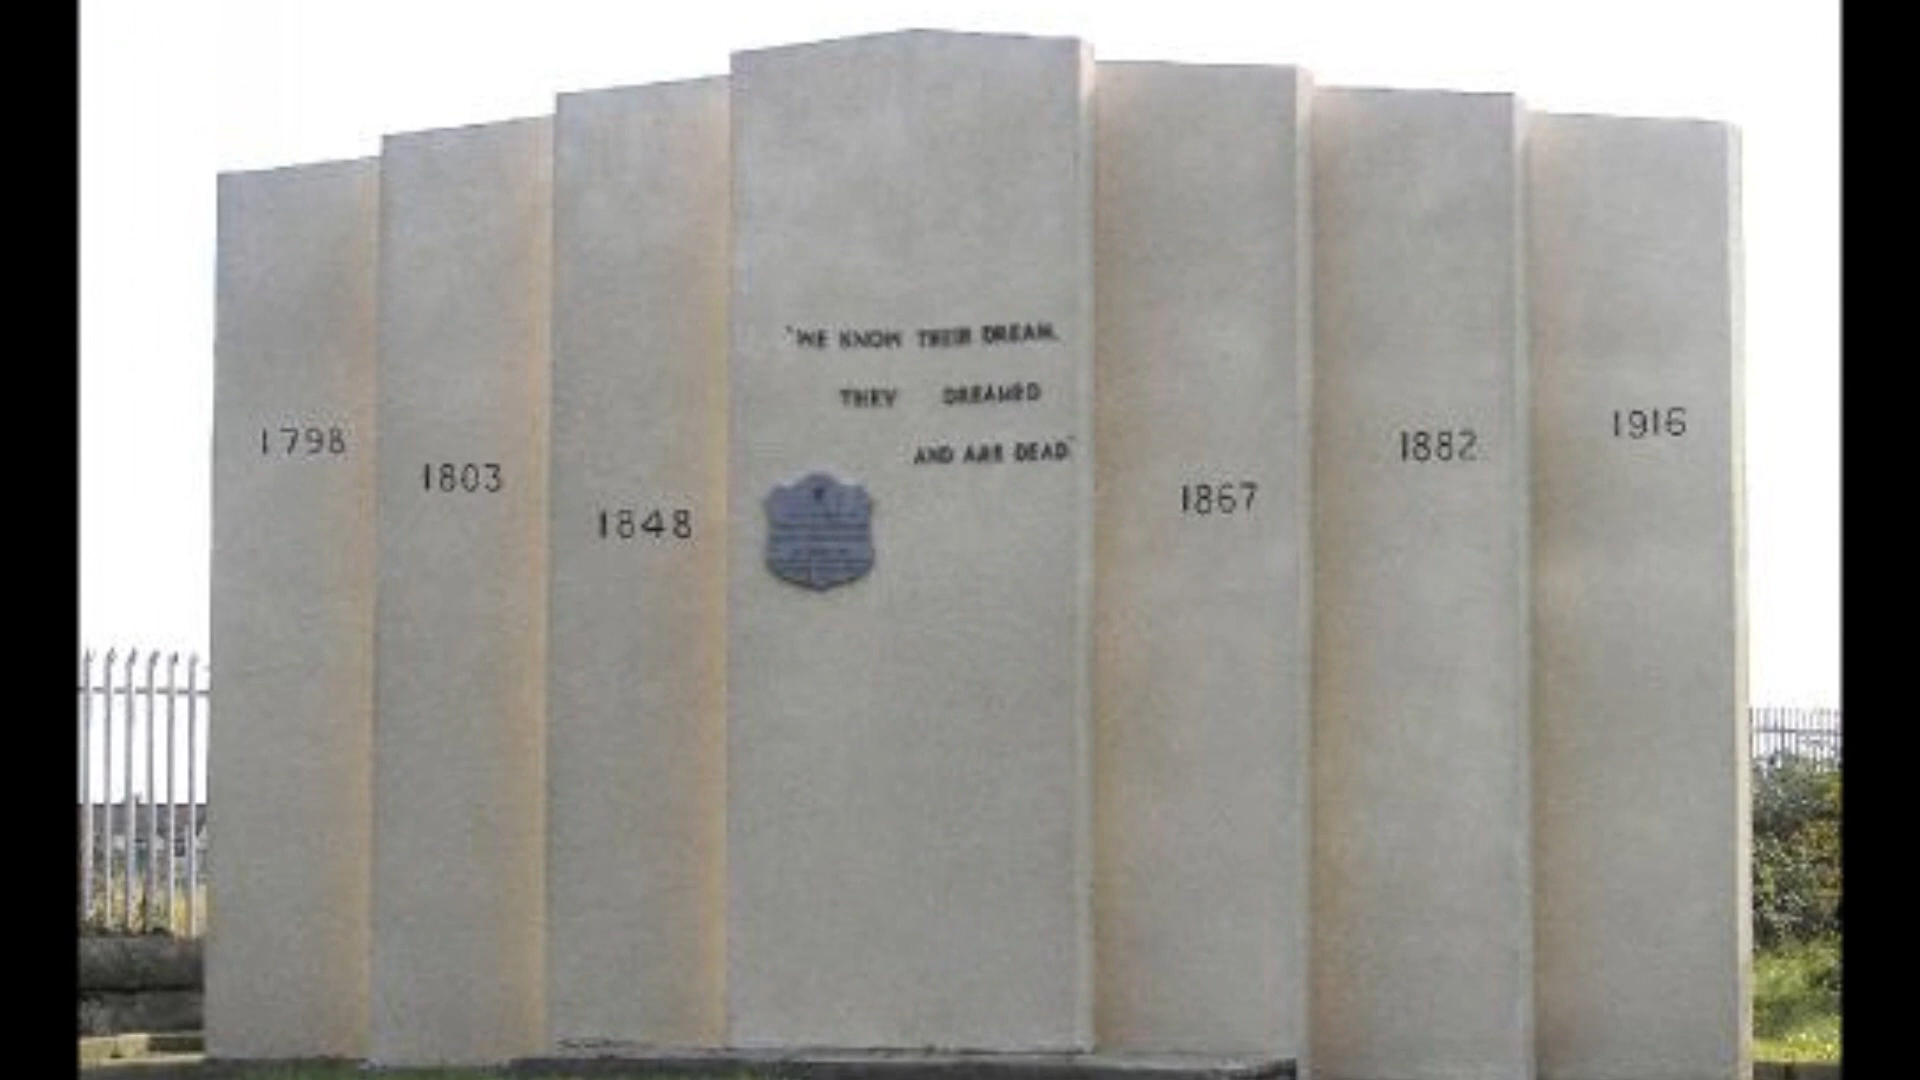 "WE KNOW THEIR DREAM,
THEY DREAMED
AND ARE DEAD"
1798
1803
1848
1867
1882
1916